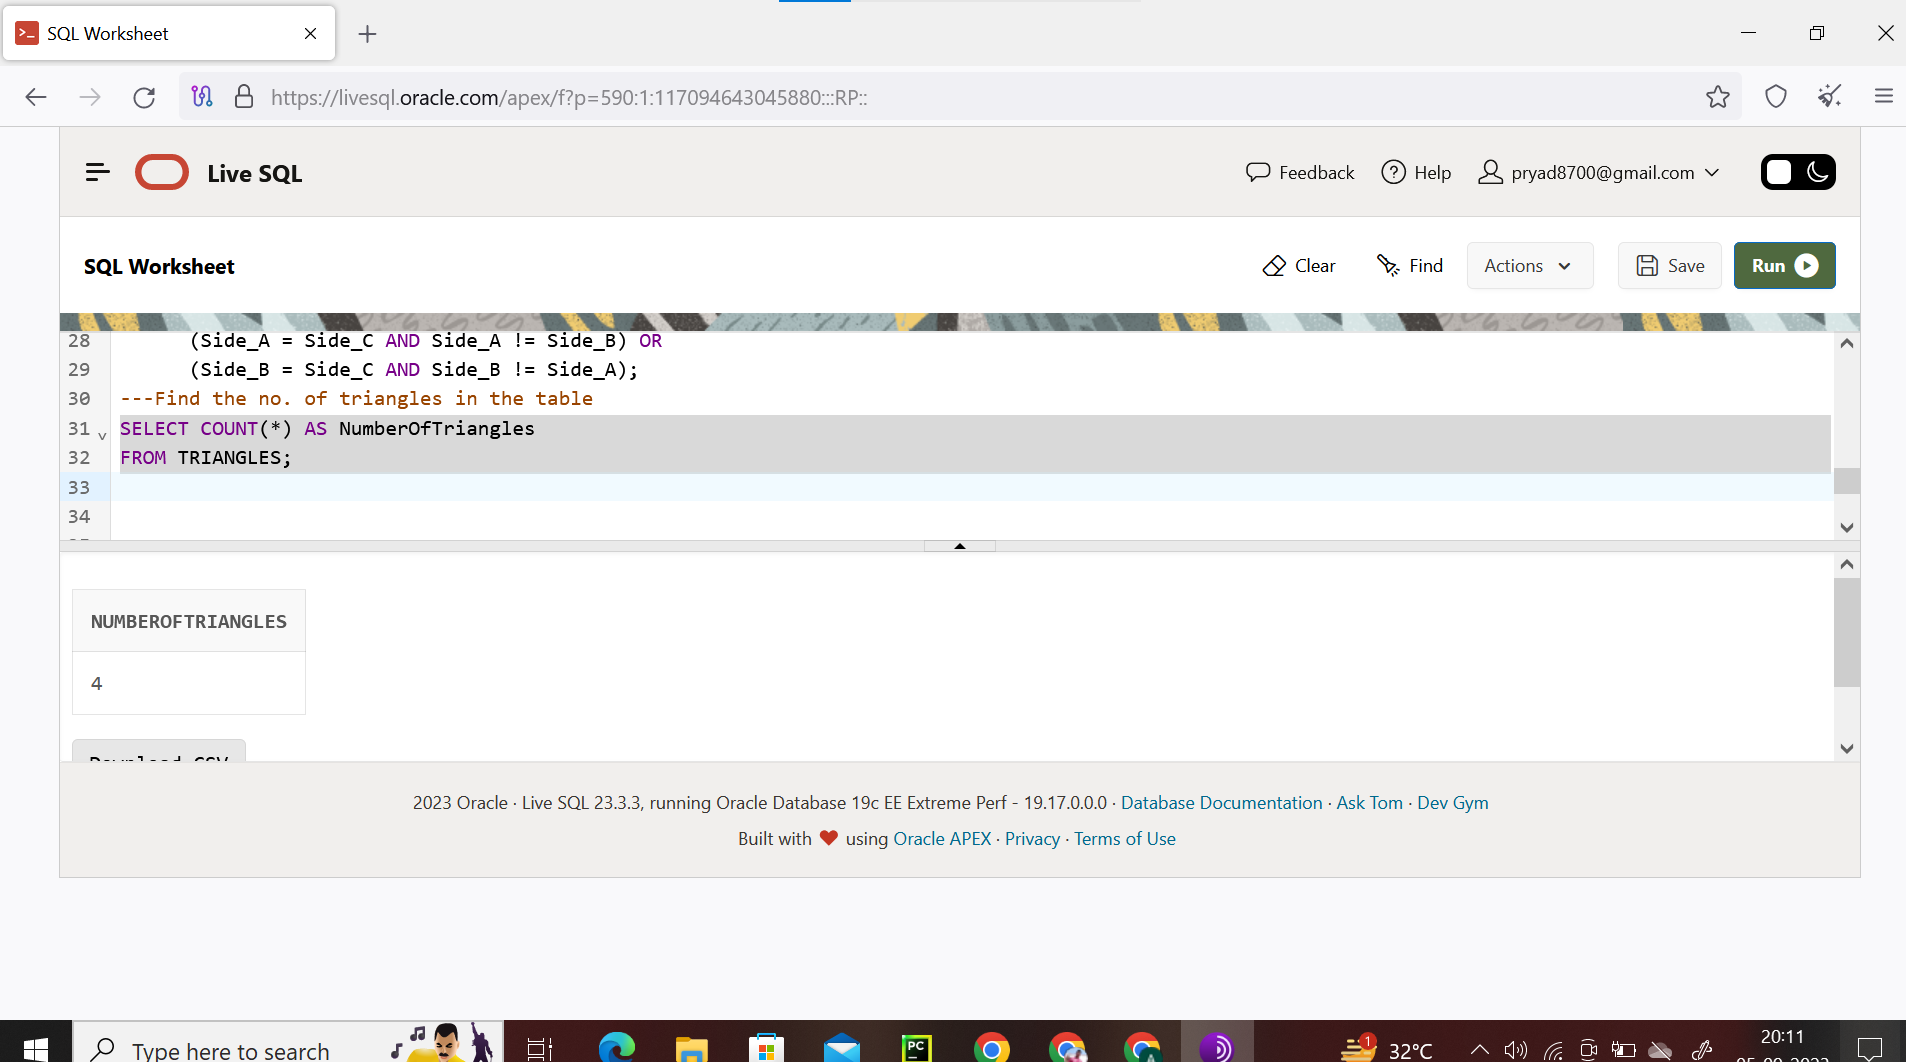 SQL Worksheet
https://livesql.oracle.com/apex/f?p=590:1:117094643045880:::RP::
Live SQL
Feedback
Help
pryad8700@gmail.com
SQL Worksheet
Clear
Find
Actions
Save
Run
28 (Side_A = Side_C AND Side_A != Side_B) OR
29 (Side_B = Side_C AND Side_B != Side_A);
30 ---Find the no. of triangles in the table
31 SELECT COUNT(*) AS NumberOfTriangles
32 FROM TRIANGLES;
33
34
NUMBEROFTRIANGLES
4
Download CSV
2023 Oracle · Live SQL 23.3.3, running Oracle Database 19c EE Extreme Perf - 19.17.0.0.0 · Database Documentation · Ask Tom · Dev Gym
Built with ❤ using Oracle APEX · Privacy · Terms of Use
Type here to search
PC
1
32°C
20:11